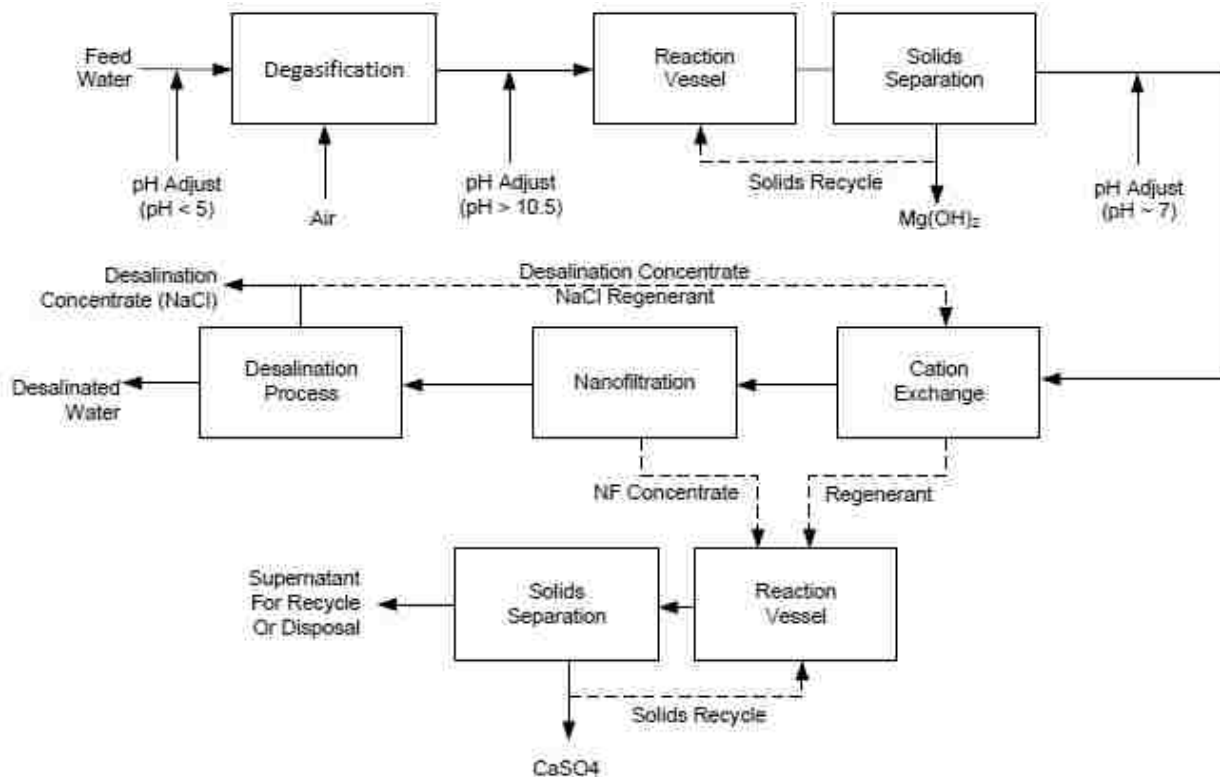 Feed
Water
Degasification
Reaction
Vessel
Solids
Separation
pH Adjust
(pH < 5)
Air
pH Adjust
(pH > 10.5)
Solids Recycle
Mg(OH)₂
pH Adjust
(pH ~ 7)
Desalination
Concentrate (NaCl)
Desalination Concentrate
NaCl Regenerant
Desalination
Process
Nanofiltration
Cation
Exchange
Desalinated
Water
NF Concentrate
Regenerant
Supernatant
For Recycle
Or Disposal
Solids
Separation
Reaction
Vessel
Solids Recycle
CaSO4